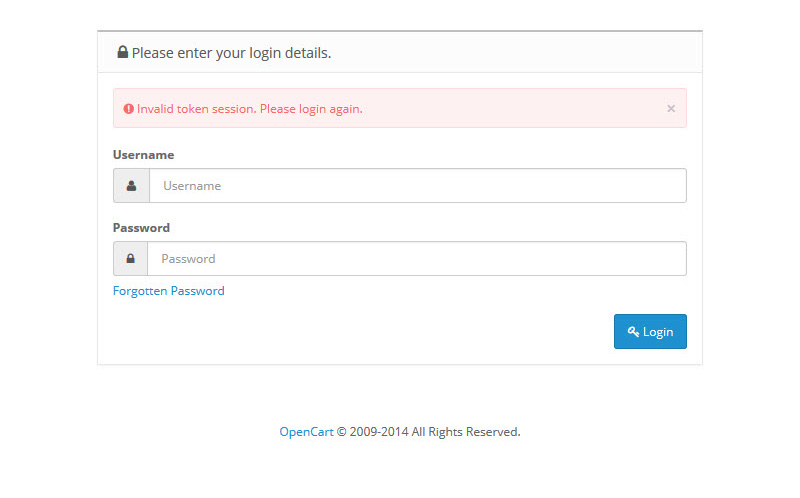 Please enter your login details.
Invalid token session. Please login again. ×
Username
Username
Password
Password
Forgotten Password
Login
OpenCart © 2009-2014 All Rights Reserved.